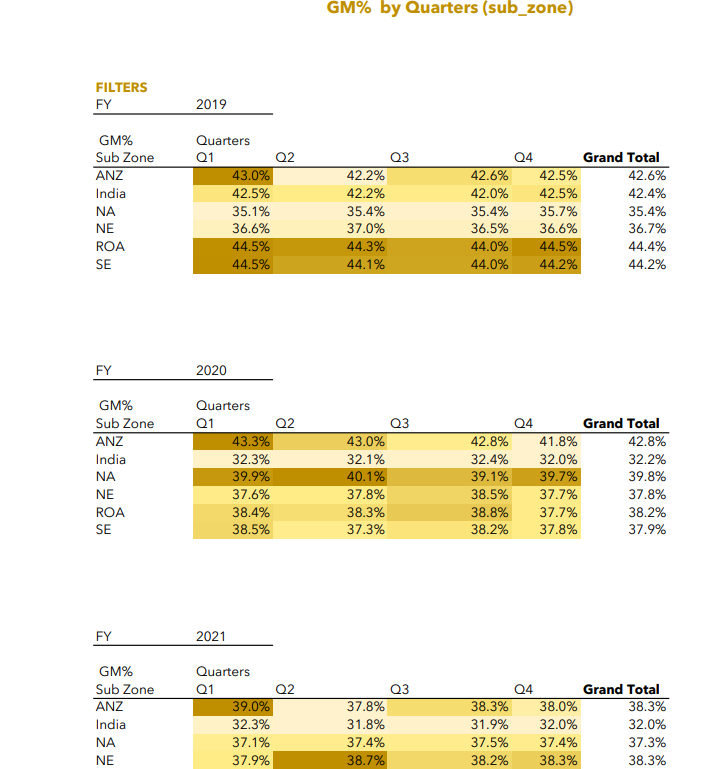 GM% by Quarters (sub_zone)
FILTERS
FY 2019
GM% Quarters
Sub Zone Q1 Q2 Q3 Q4 Grand Total
ANZ 43.0% 42.2% 42.6% 42.5% 42.6%
India 42.5% 42.2% 42.0% 42.5% 42.4%
NA 35.1% 35.4% 35.4% 35.7% 35.4%
NE 36.6% 37.0% 36.5% 36.6% 36.7%
ROA 44.5% 44.3% 44.0% 44.5% 44.4%
SE 44.5% 44.1% 44.0% 44.2% 44.2%
FY 2020
GM% Quarters
Sub Zone Q1 Q2 Q3 Q4 Grand Total
ANZ 43.3% 43.0% 42.8% 41.8% 42.8%
India 32.3% 32.1% 32.4% 32.0% 32.2%
NA 39.9% 40.1% 39.1% 39.7% 39.8%
NE 37.6% 37.8% 38.5% 37.7% 37.8%
ROA 38.4% 38.3% 38.8% 37.7% 38.2%
SE 38.5% 37.3% 38.2% 37.8% 37.9%
FY 2021
GM% Quarters
Sub Zone Q1 Q2 Q3 Q4 Grand Total
ANZ 39.0% 37.8% 38.3% 38.0% 38.3%
India 32.3% 31.8% 31.9% 32.0% 32.0%
NA 37.1% 37.4% 37.5% 37.4% 37.3%
NE 37.9% 38.7% 38.2% 38.3% 38.3%